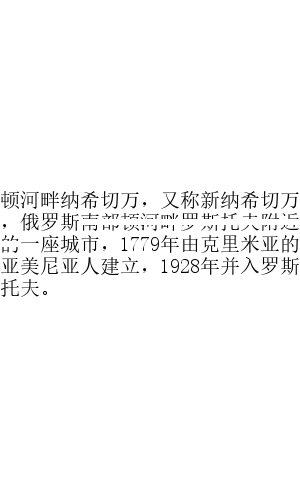 顿河畔纳希切万，又称新纳希切万
，俄罗斯南部顿河畔罗斯托夫附近
的一座城市，1779年由克里米亚的
亚美尼亚人建立，1928年并入罗斯
托夫。